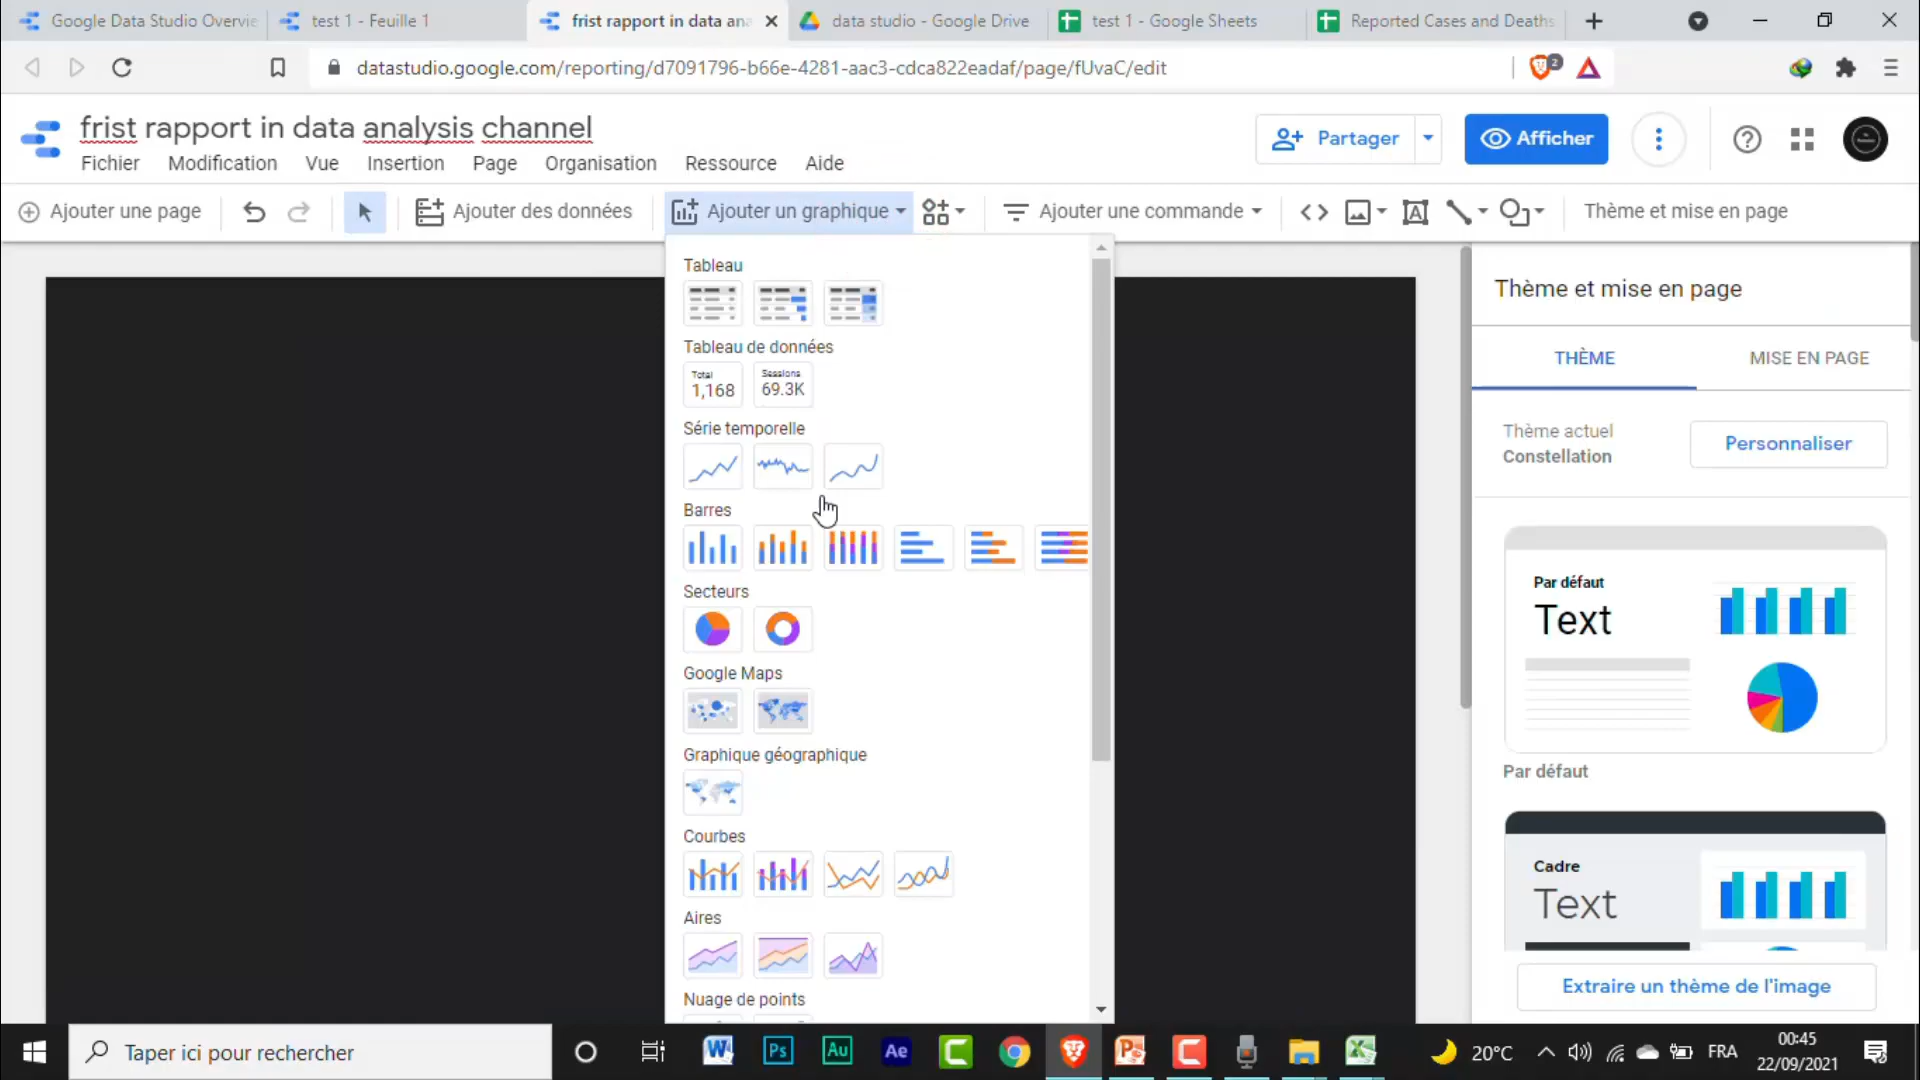 Google Data Studio Overvie
test 1 - Feuille 1
frist rapport in data ana
data studio - Google Drive
test 1 - Google Sheets
Reported Cases and Deaths
datastudio.google.com/reporting/d7091796-b66e-4281-aac3-cdca822eadaf/page/fUvaC/edit
2
frist rapport in data analysis channel
Partager
Afficher
Fichier Modification Vue Insertion Page Organisation Ressource Aide
Ajouter une page
Ajouter des données
Ajouter un graphique
Ajouter une commande
Thème et mise en page
Tableau
Tableau de données
Total
1,168
Sessions
69.3K
Série temporelle
Barres
Secteurs
Google Maps
Graphique géographique
Courbes
Aires
Nuage de points
Thème et mise en page
THÈME
MISE EN PAGE
Thème actuel
Constellation
Personnaliser
Par défaut
Text
Par défaut
Cadre
Text
Extraire un thème de l'image
Taper ici pour rechercher
W
Ps
Au
Ae
20°C
FRA
00:45
22/09/2021